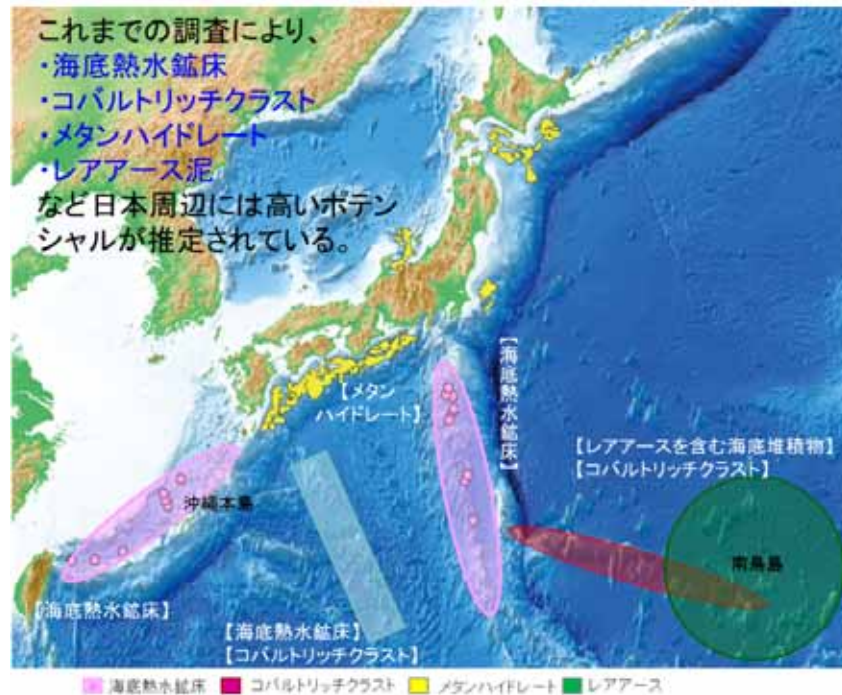 これまでの調査により、
・海底熱水鉱床
・コバルトリッチクラスト
・メタンハイドレート
・レアアース泥
など日本周辺には高いポテン
シャルが推定されている。
【海底熱水鉱床】
【メタン
ハイドレート】
【レアアースを含む海底堆積物】
【コバルトリッチクラスト】
沖縄本島
南鳥島
【海底熱水鉱床】
【海底熱水鉱床】
【コバルトリッチクラスト】
海底熱水鉱床
コバルトリッチクラスト
メタンハイドレート
レアアース